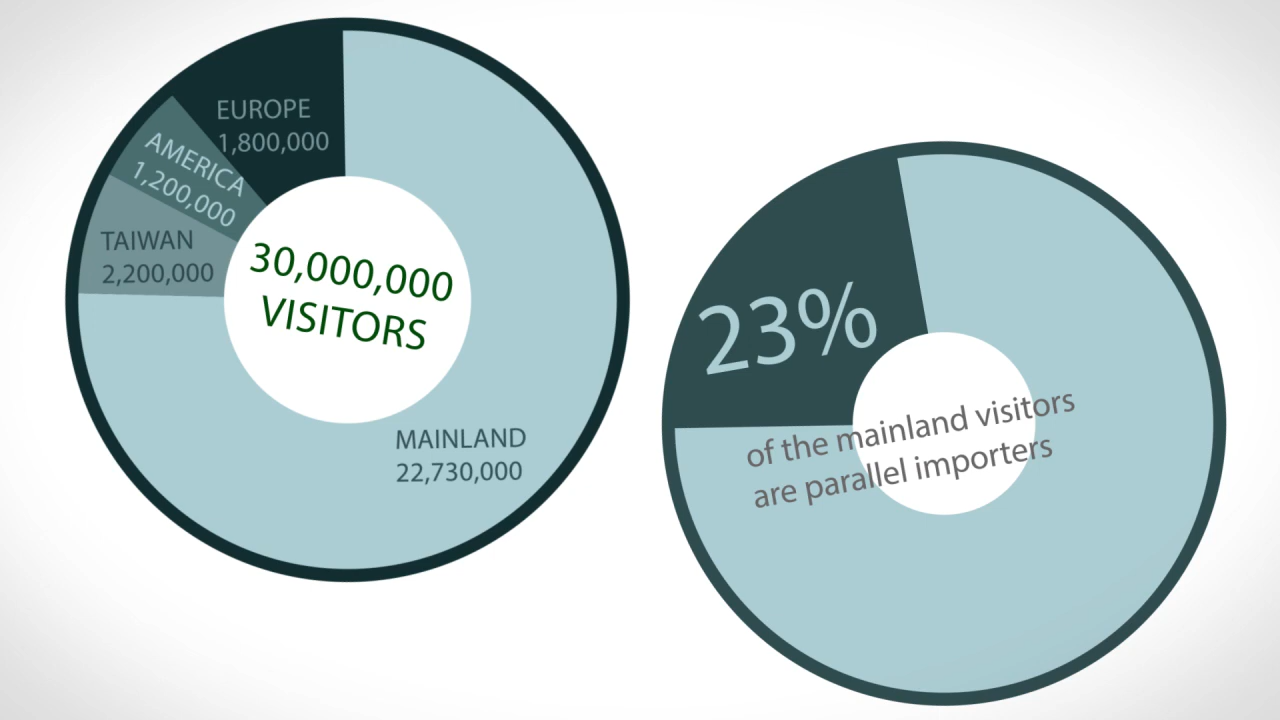 EUROPE
1,800,000
AMERICA
1,200,000
TAIWAN
2,200,000
30,000,000
VISITORS
MAINLAND
22,730,000
23%
of the mainland visitors
are parallel importers